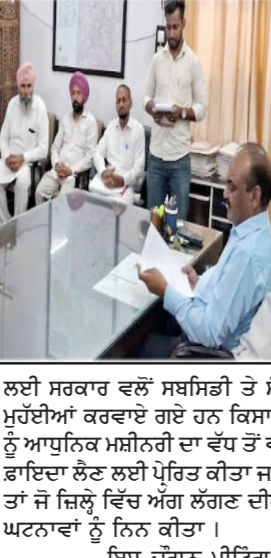 ਲਈ ਸਰਕਾਰ ਵਲੋਂ ਸਬਸਿਡੀ ਤੇ
ਮੁਹੱਈਆਂ ਕਰਵਾਏ ਗਏ ਹਨ ਕਿਸਾ
ਨੂੰ ਆਧੁਨਿਕ ਮਸ਼ੀਨਰੀ ਦਾ ਵੱਧ ਤੋਂ
ਫ਼ਾਇਦਾ ਲੈਣ ਲਈ ਪ੍ਰੇਰਿਤ ਕੀਤਾ ਜ
ਤਾਂ ਜੋ ਜ਼ਿਲ੍ਹੇ ਵਿੱਚ ਅੱਗ ਲੱਗਣ ਦੀ
ਘਟਨਾਵਾਂ ਨੂੰ ਨਿਨ ਕੀਤਾ ।